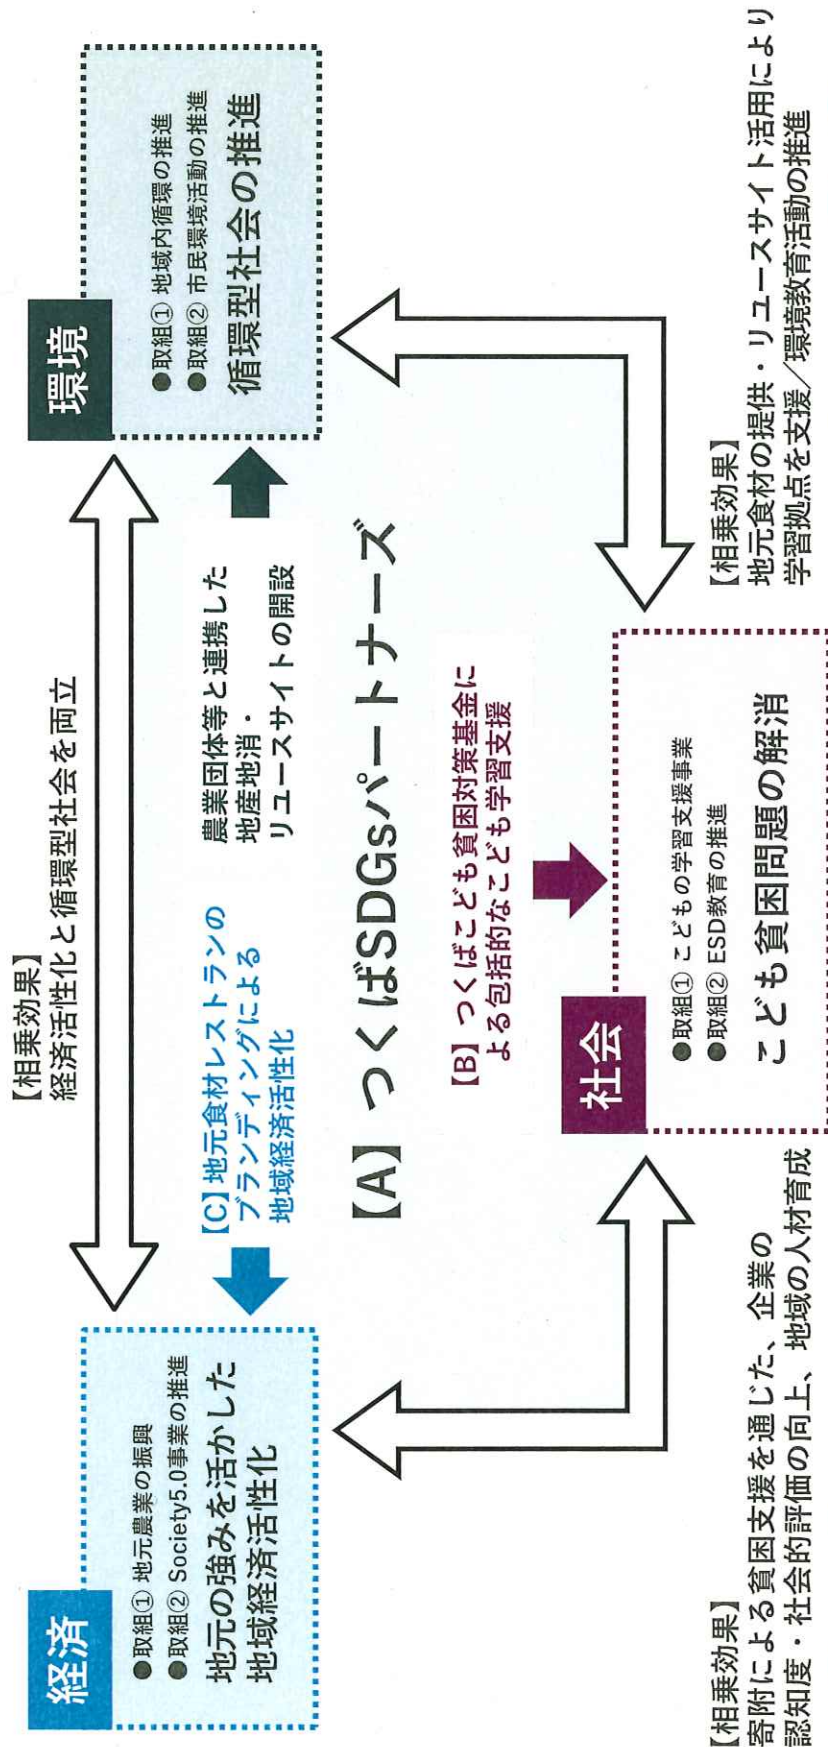 【相乗効果】
経済活性化と循環型社会を両立
経済
●取組① 地元農業の振興
●取組② Society5.0事業の推進
地元の強みを活かした
地域経済活性化
【C】地元食材レストランの
ブランディングによる
地域経済活性化
農業団体等と連携した
地産地消・
リユースサイトの開設
環境
●取組① 地域内循環の推進
●取組② 市民環境活動の推進
循環型社会の推進
【A】つくばSDGsパートナーズ
【B】つくばこども貧困対策基金に
よる包括的なこども学習支援
社会
●取組① こどもの学習支援事業
●取組② ESD教育の推進
こども貧困問題の解消
【相乗効果】
寄附による貧困支援を通じた、企業の
認知度・社会的評価の向上、地域の人材育成
【相乗効果】
地元食材の提供・リユースサイト活用により
学習拠点を支援／環境教育活動の推進